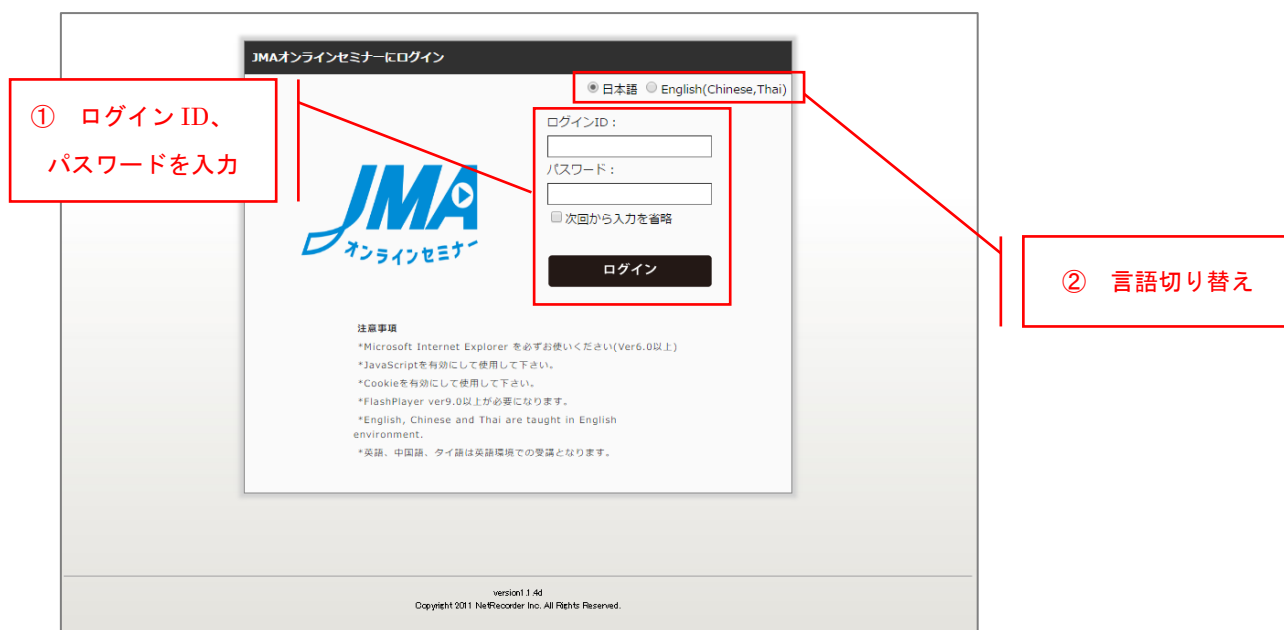 JMAオンラインセミナーにログイン
日本語 English(Chinese,Thai)
① ログイン ID、
パスワードを入力
ログインID：
パスワード：
次回から入力を省略
ログイン
JMA
オンラインセミナー
② 言語切り替え
注意事項
*Microsoft Internet Explorer を必ずお使いください(Ver6.0以上)
*JavaScriptを有効にして使用して下さい。
*Cookieを有効にして使用して下さい。
*FlashPlayer ver9.0以上が必要になります。
*English, Chinese and Thai are taught in English
environment.
*英語、中国語、タイ語は英語環境での受講となります。
version1.1.4d
Copyright 2011 NetRecorder Inc. All Rights Reserved.